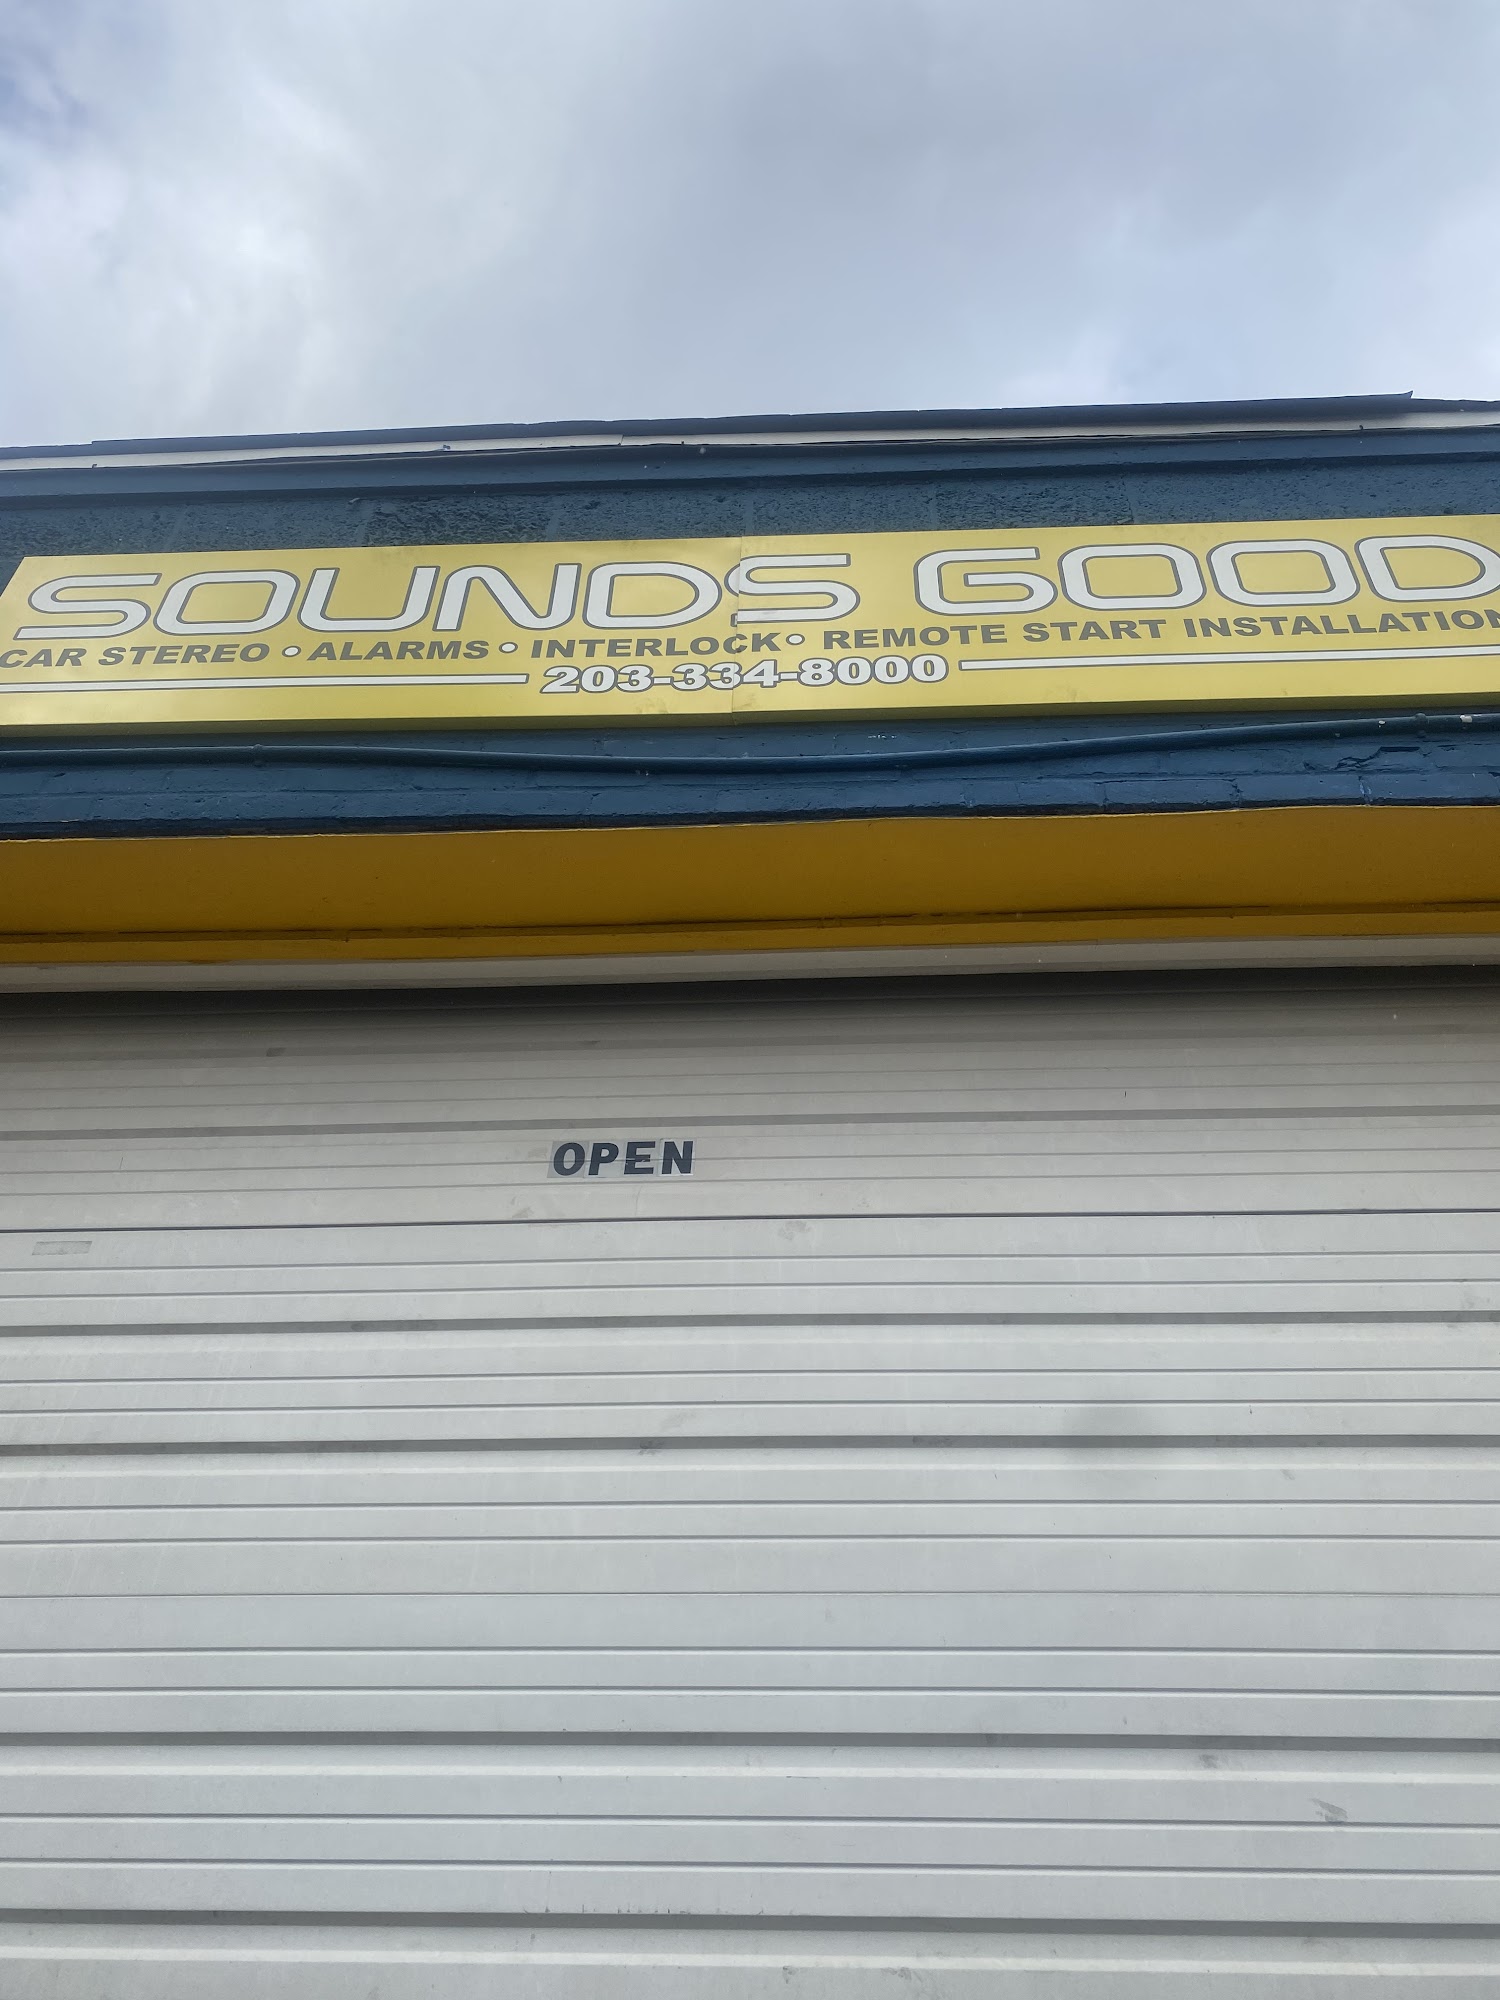 SOUNDS GOOD
CAR STEREO • ALARMS • INTERLOCK • REMOTE START INSTALLATION
203-334-8000
OPEN